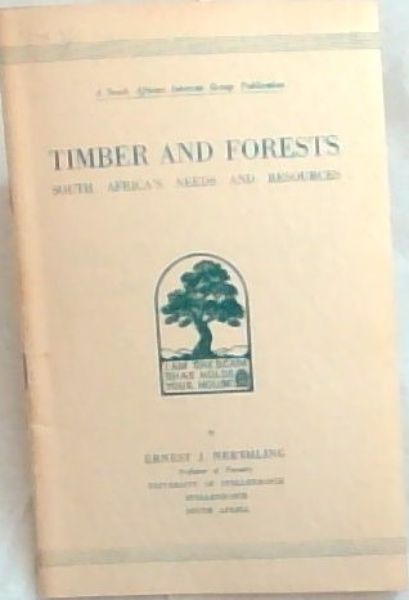 A South African Interest Group Publication
TIMBER AND FORESTS
SOUTH AFRICA'S NEEDS AND RESOURCES
I AM THE BEAM
THAT HOLDS
YOUR HOUSE
by
ERNEST J. NEETHLING
Professor of Forestry
UNIVERSITY OF STELLENBOSCH
STELLENBOSCH
SOUTH AFRICA